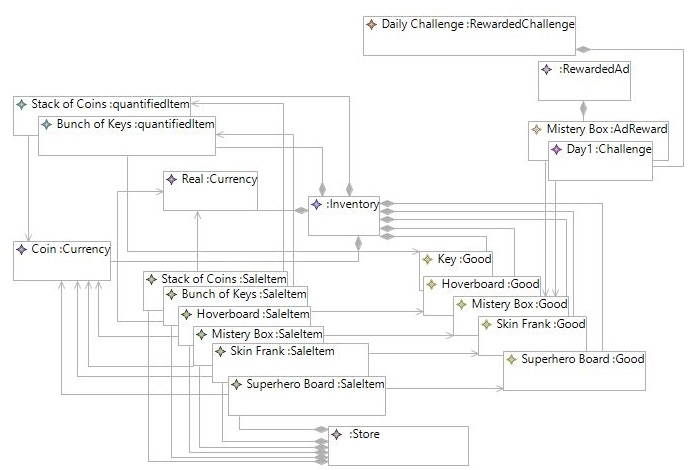 Daily Challenge :RewardedChallenge
:RewardedAd
Stack of Coins :quantifiedItem
Bunch of Keys :quantifiedItem
Mistery Box :AdReward
Day1 :Challenge
Real :Currency
:Inventory
Coin :Currency
Key :Good
Stack of Coins :SaleItem
Hoverboard :Good
Bunch of Keys :SaleItem
Mistery Box :Good
Hoverboard :SaleItem
Skin Frank :Good
Mistery Box :SaleItem
Skin Frank :SaleItem
Superhero Board :Good
Superhero Board :SaleItem
:Store